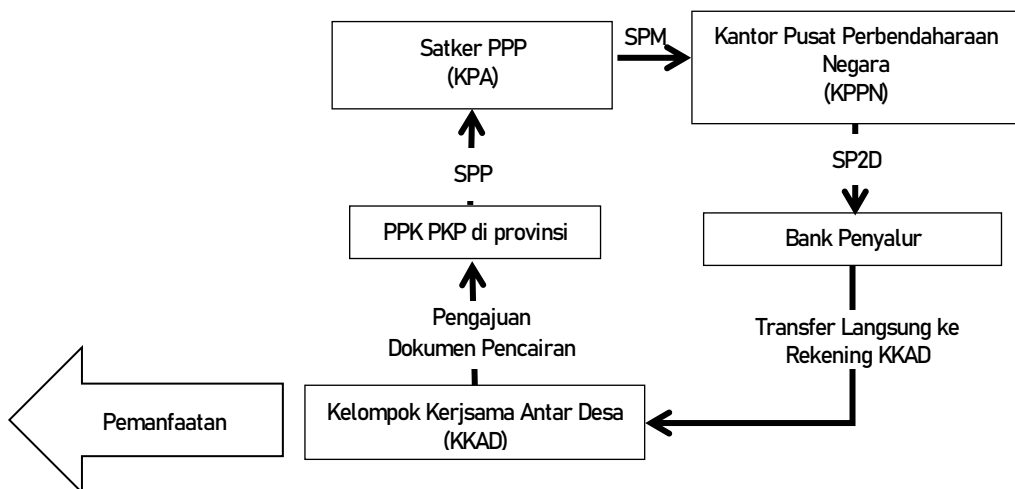 Satker PPP
(KPA)
SPM
Kantor Pusat Perbendaharaan
Negara
(KPPN)
SPP
SP2D
PPK PKP di provinsi
Bank Penyalur
Pengajuan
Dokumen Pencairan
Transfer Langsung ke
Rekening KKAD
Pemanfaatan
Kelompok Kerjsama Antar Desa
(KKAD)